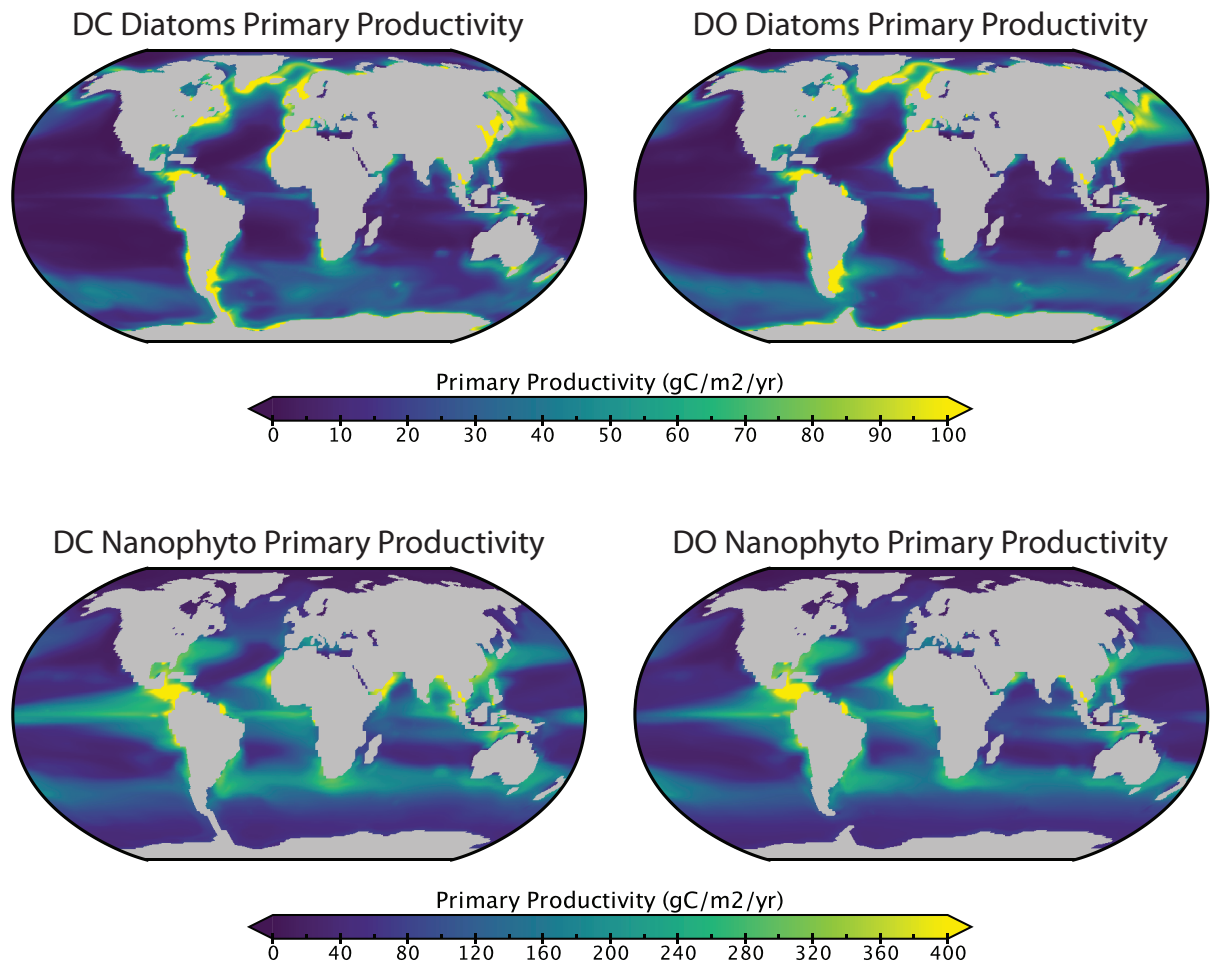 DC Diatoms Primary Productivity
DO Diatoms Primary Productivity
Primary Productivity (gC/m2/yr)
0 10 20 30 40 50 60 70 80 90 100
DC Nanophyto Primary Productivity
DO Nanophyto Primary Productivity
Primary Productivity (gC/m2/yr)
0 40 80 120 160 200 240 280 320 360 400